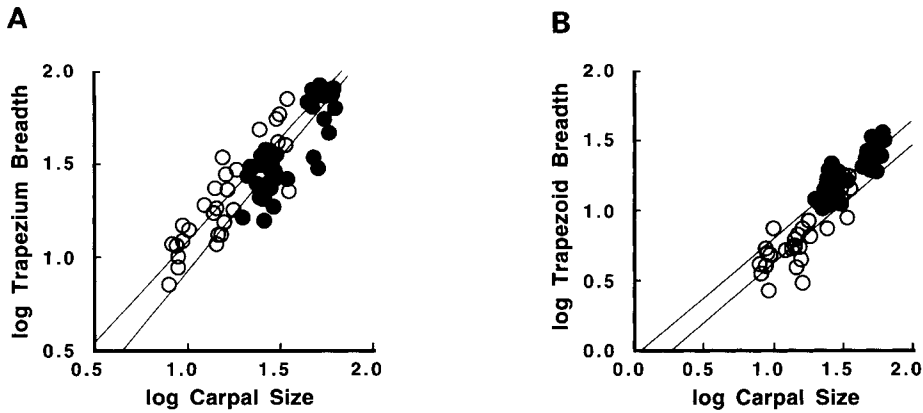 A
2.0
1.5
1.0
0.5
log Trapezium Breadth
0.5 1.0 1.5 2.0
log Carpal Size
B
2.0
1.5
1.0
0.5
0.0
log Trapezoid Breadth
0.0 0.5 1.0 1.5 2.0
log Carpal Size